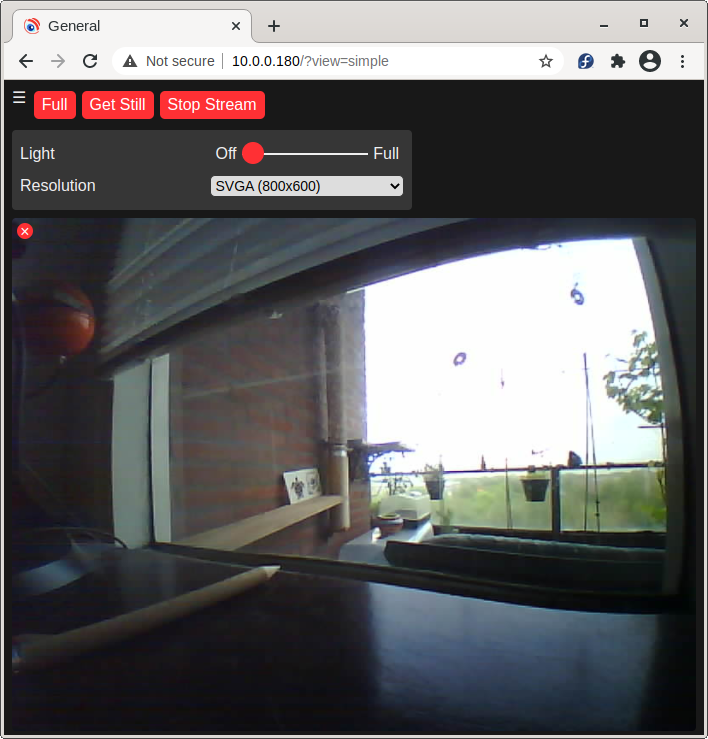 General
Not secure 10.0.0.180/?view=simple
Full Get Still Stop Stream
Light Off Full
Resolution SVGA (800x600)